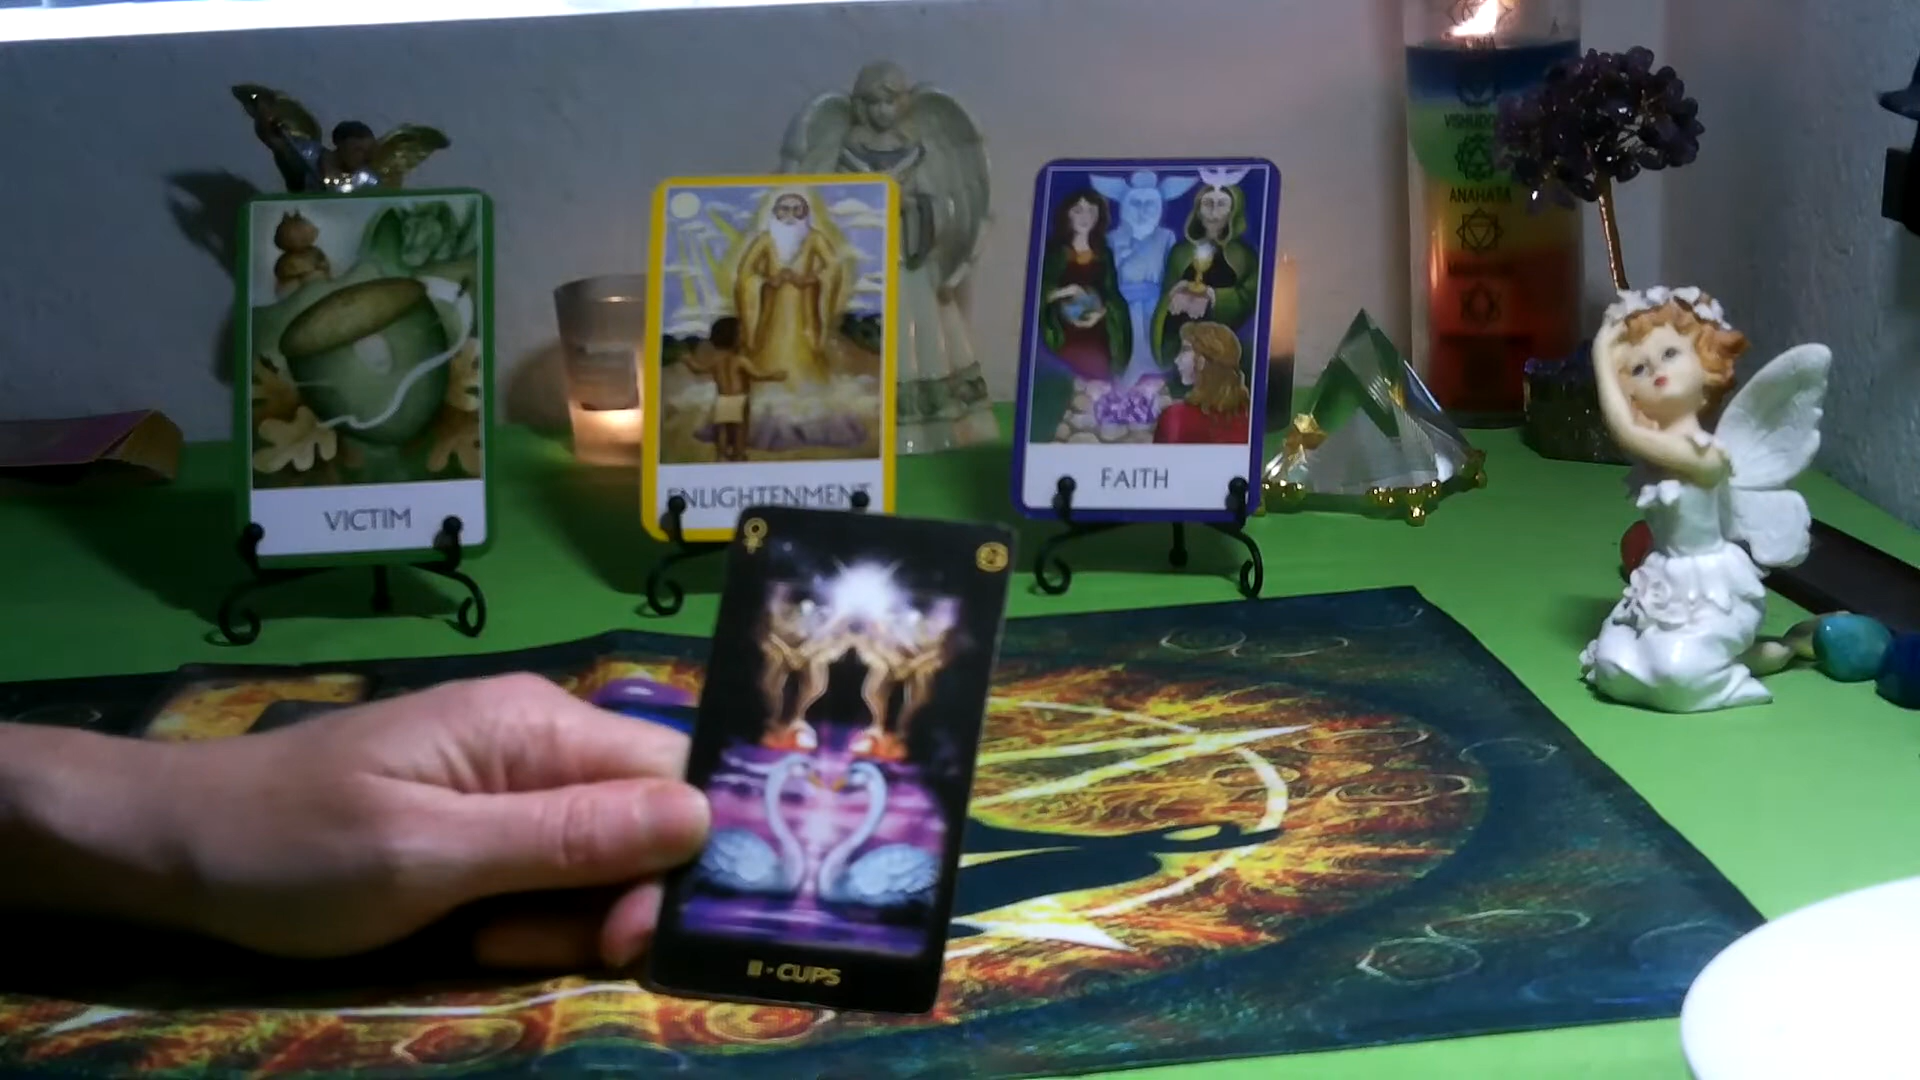 VICTIM
ENLIGHTENMENT
FAITH
ANAHATA
II · CUPS